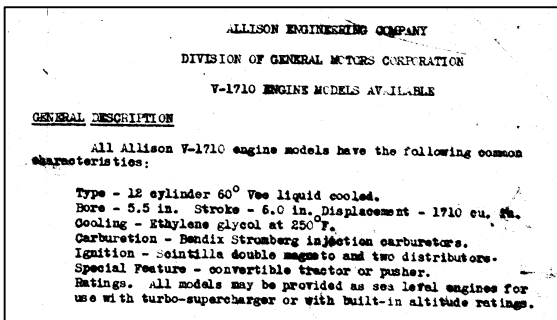 ALLISON ENGINEERING COMPANY
DIVISION OF GENERAL MOTORS CORPORATION
V-1710 ENGINE MODELS AVAILABLE
GENERAL DESCRIPTION
All Allison V-1710 engine models have the following common
characteristics:
Type - 12 cylinder 60° Vee liquid cooled.
Bore - 5.5 in. Stroke - 6.0 in. Displacement - 1710 cu. in.
Cooling - Ethylene glycol at 250°F.
Carburetion - Bendix Stromberg injection carburetors.
Ignition - Scintilla double magneto and two distributors.
Special Feature - convertible tractor or pusher.
Ratings. All models may be provided as sea level engines for
use with turbo-supercharger or with built-in altitude ratings.